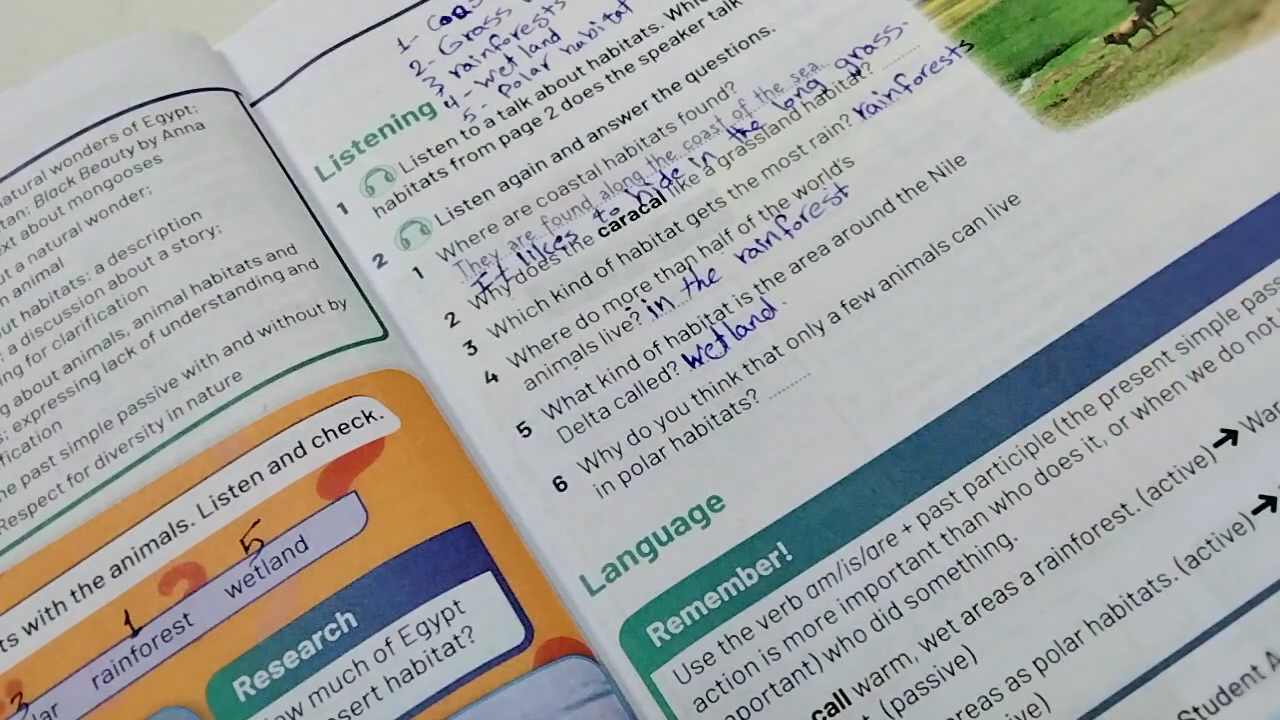 natural wonders of Egypt;
Black Beauty by Anna
about mongooses
a natural wonder;
animal
habitats: a description
a discussion about a story;
for clarification
about animals, animal habitats and
expressing lack of understanding and
past simple passive with and without by
Respect for diversity in nature
with the animals. Listen and check.
1
5
rainforest wetland
3
Research
much of Egypt
habitat?
1-
2- Grass
3 rainforests
4- wet land
5- Polar habitat
Listening
1 Listen to a talk about habitats.
habitats from page 2 does the speaker talk
2 Listen again and answer the questions.
1 Where are coastal habitats found?
They are found along the coast of the sea
It likes to hide in the long grass.
2 Why does the caracal like a grassland habitat?
3 Which kind of habitat gets the most rain? rainforests
4 Where do more than half of the world's
animals live? in the rainforest
5 What kind of habitat is the area around the Nile
Delta called? wetland.
6 Why do you think that only a few animals can live
in polar habitats?
Language
Remember!
Use the verb am/is/are + past participle (the present simple
action is more important than who does it, or when we do not
who did something.
call warm, wet areas a rainforest. (active) →
(passive)
as polar habitats. (active) →
Student A